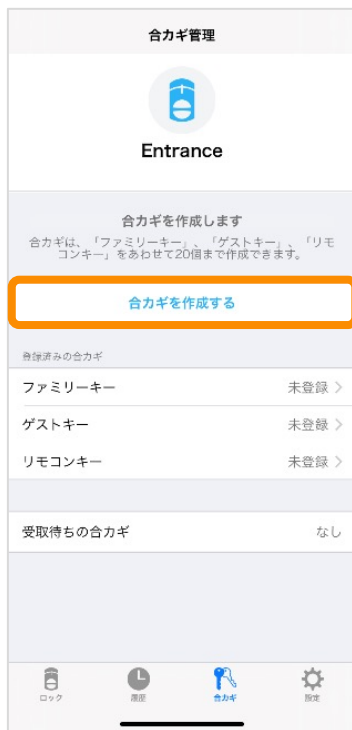 合カギ管理
Entrance
合カギを作成します
合カギは、「ファミリーキー」、「ゲストキー」、「リモ
コンキー」をあわせて20個まで作成できます。
合カギを作成する
登録済みの合カギ
ファミリーキー 未登録
ゲストキー 未登録
リモコンキー 未登録
受取待ちの合カギ なし
ロック 履歴 合カギ 設定